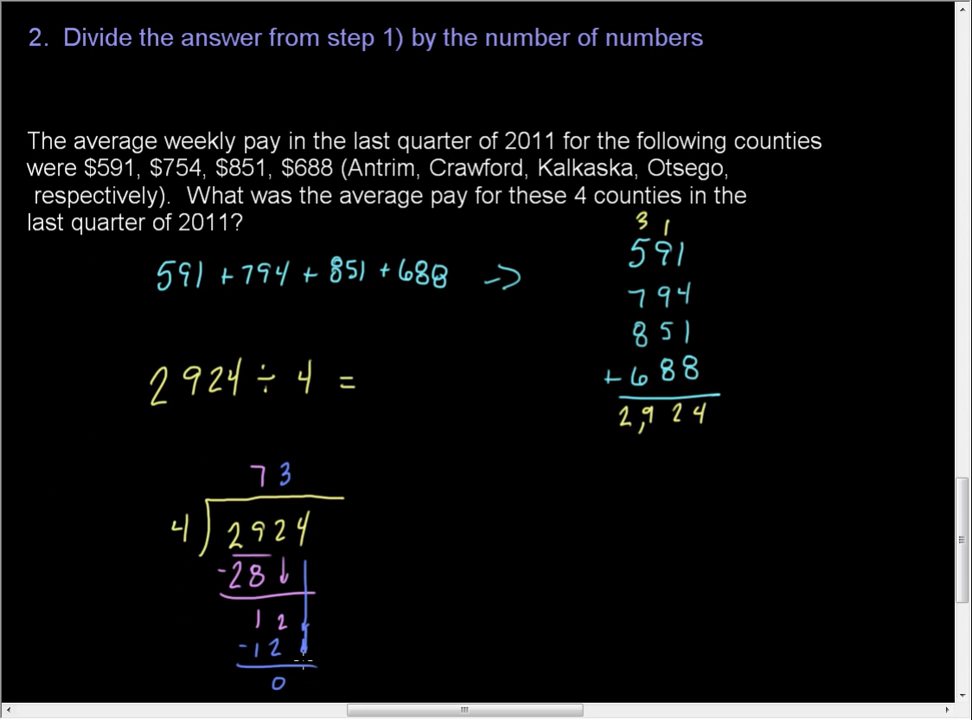 2. Divide the answer from step 1) by the number of numbers
The average weekly pay in the last quarter of 2011 for the following counties
were $591, $754, $851, $688 (Antrim, Crawford, Kalkaska, Otsego,
respectively). What was the average pay for these 4 counties in the
last quarter of 2011?
591 + 794 + 851 + 688 ->
3 1
591
794
851
+ 688
2,924
2924 ÷ 4 =
73
4)2924
-28
12
-12
0